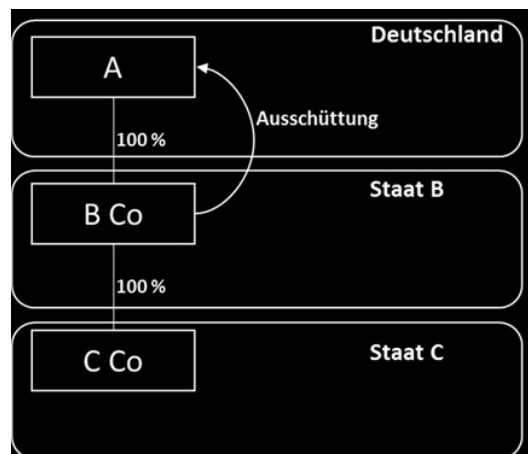 Deutschland
A
Ausschüttung
100 %
Staat B
B Co
100 %
Staat C
C Co